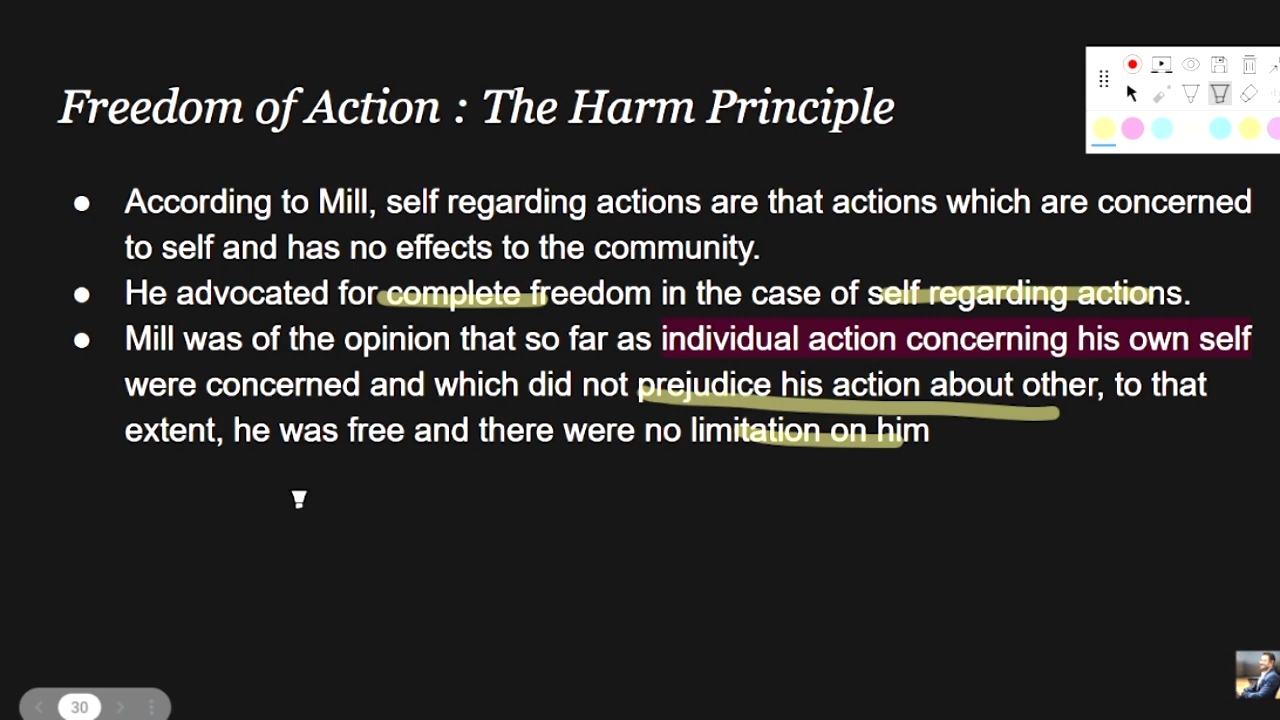 Freedom of Action : The Harm Principle
● According to Mill, self regarding actions are that actions which are concerned
to self and has no effects to the community.
● He advocated for complete freedom in the case of self regarding actions.
● Mill was of the opinion that so far as individual action concerning his own self
were concerned and which did not prejudice his action about other, to that
extent, he was free and there were no limitation on him
30